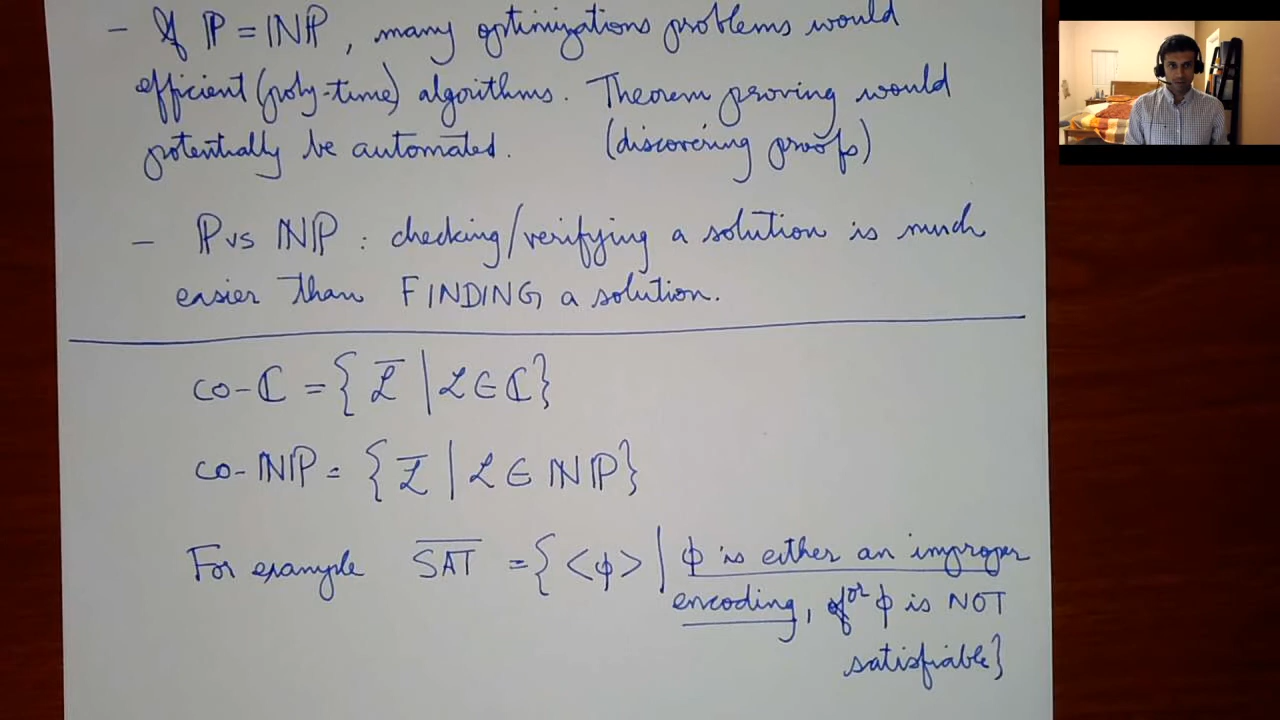 - If P = NP, many optimizations problems would
efficient (poly-time) algorithms. Theorem proving would
potentially be automated. (discovering proofs)
- P vs NP : checking/verifying a solution is much
easier than FINDING a solution.
co-ℂ = { L̅ | L ∈ ℂ}
co-NP = { L̅ | L ∈ NP}
For example S̅A̅T̅ = { <φ> | φ is either an improper
encoding, or φ is NOT
satisfiable}